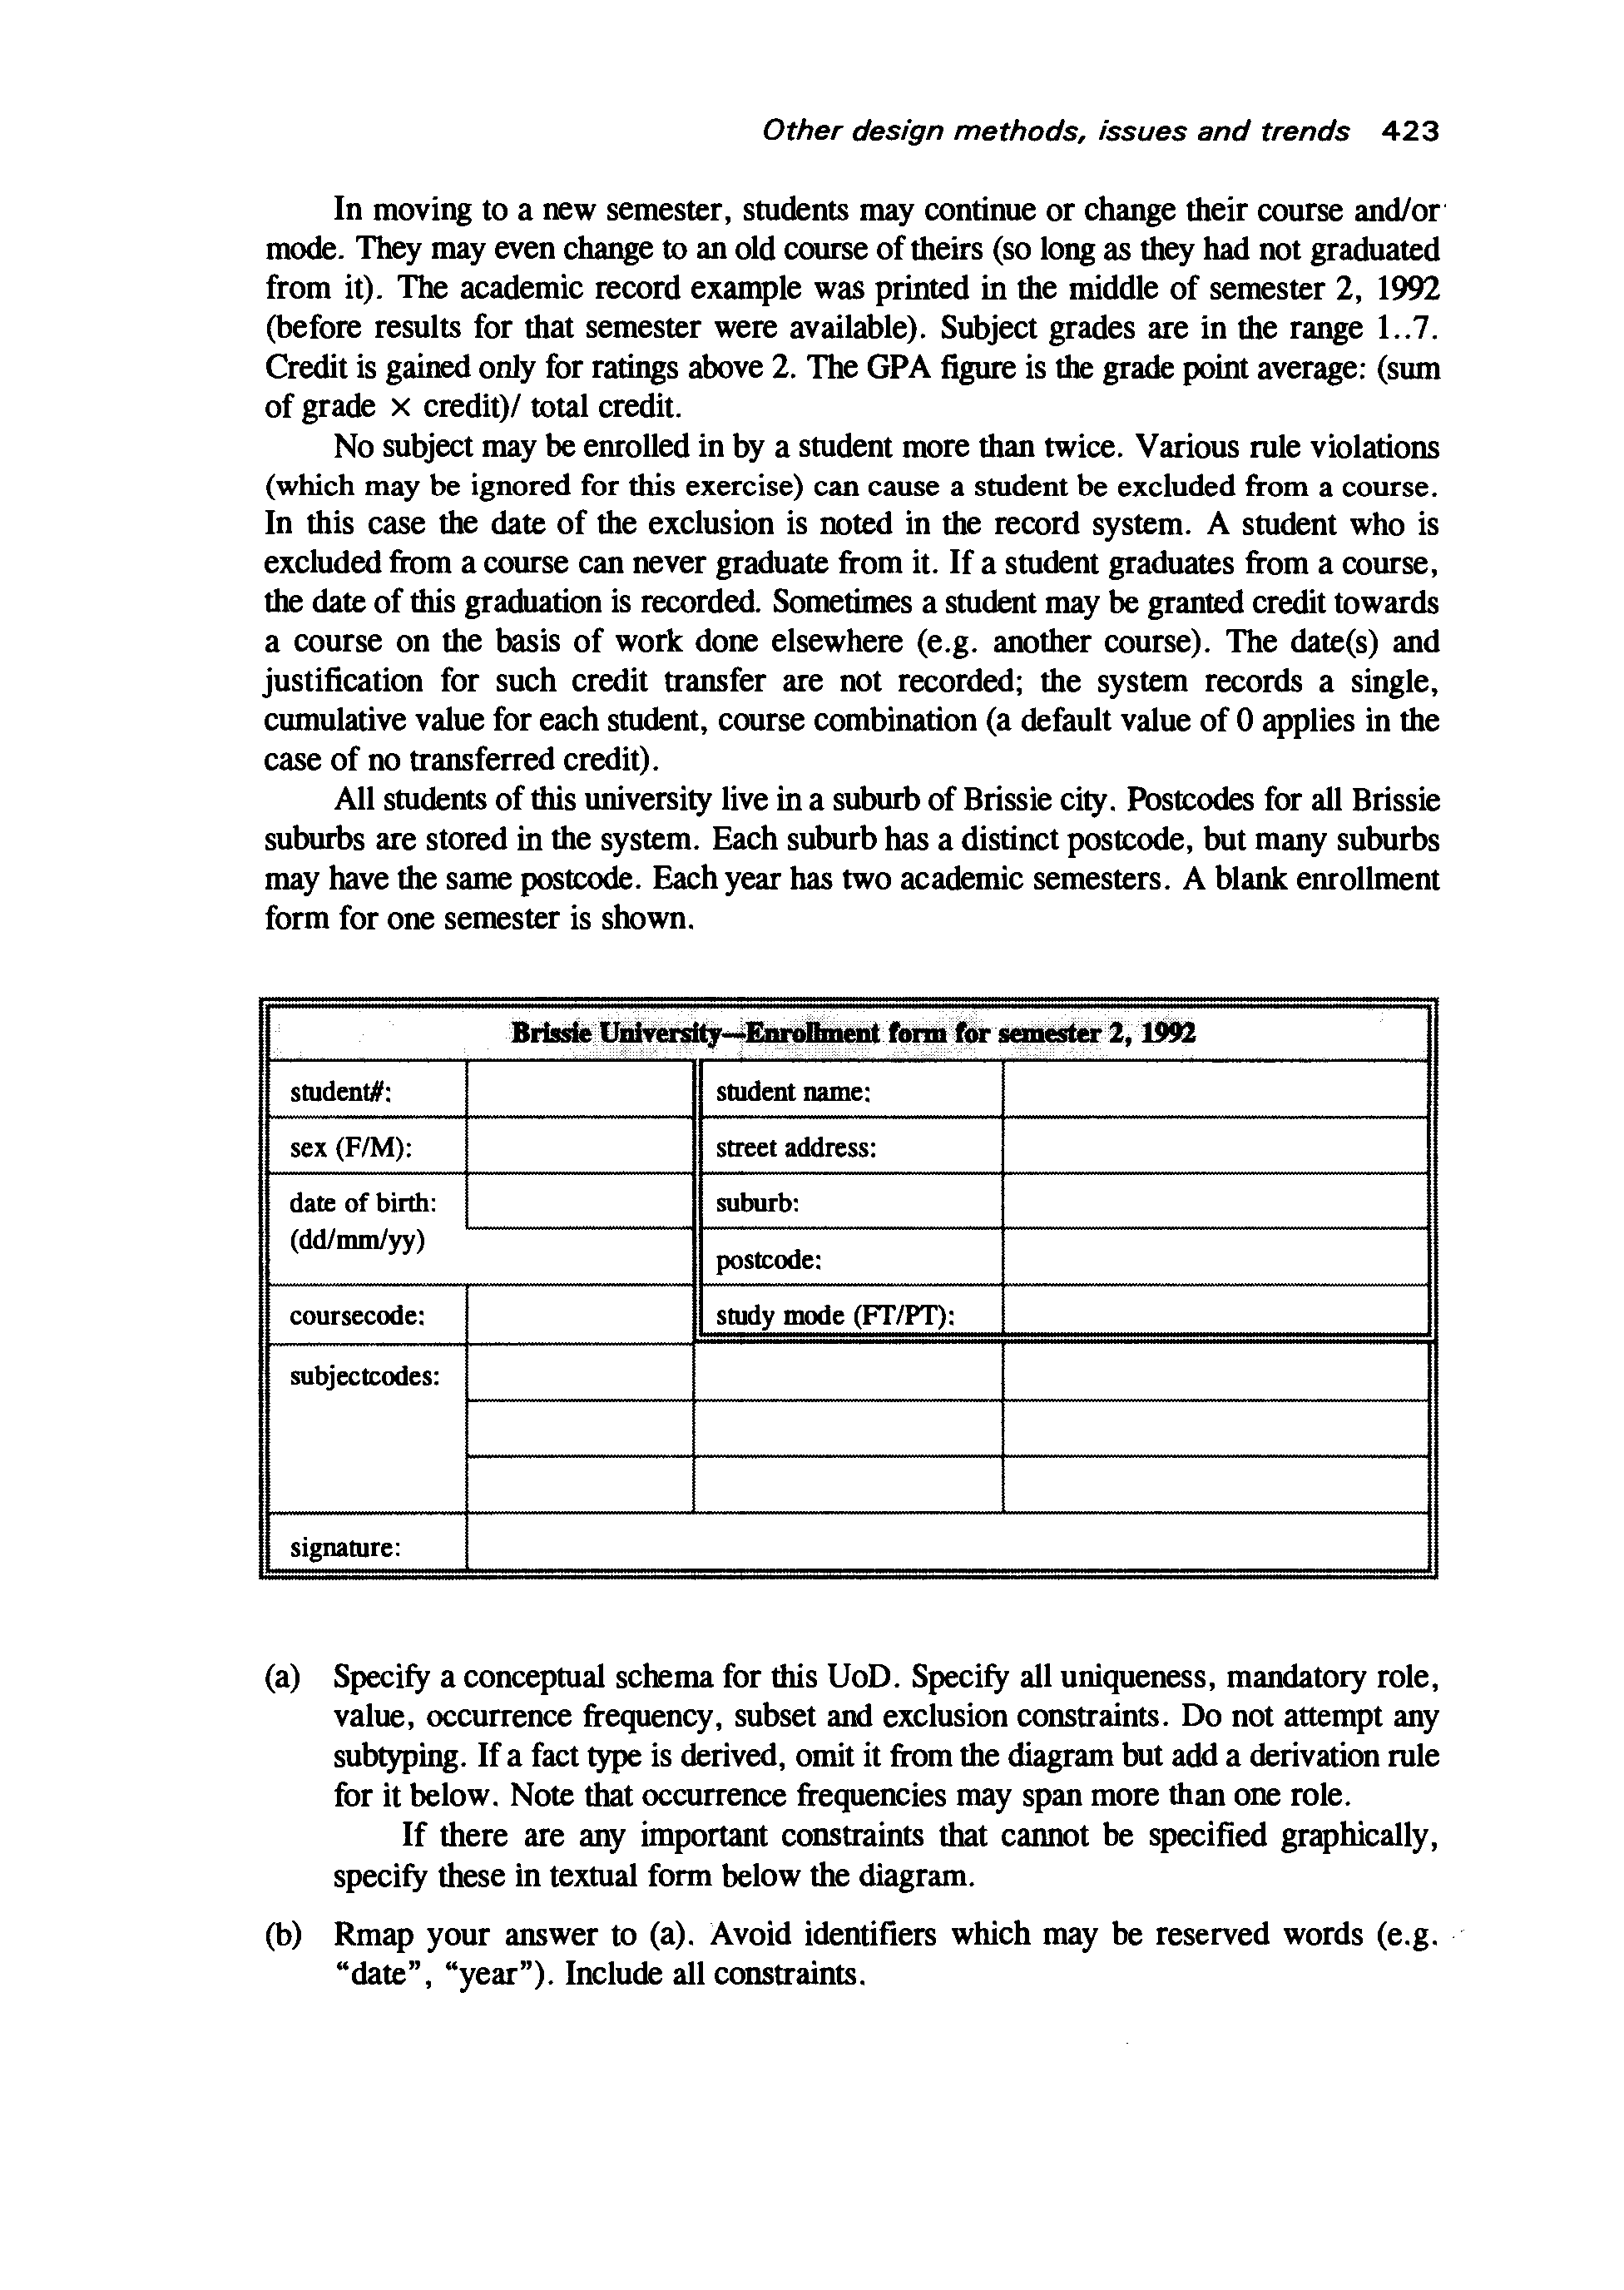 Other design methods, issues and trends 423
In moving to a new semester, students may continue or change their course and/or
mode. They may even change to an old course of theirs (so long as they had not graduated
from it). The academic record example was printed in the middle of semester 2, 1992
(before results for that semester were available). Subject grades are in the range 1..7.
Credit is gained only for ratings above 2. The GPA figure is the grade point average: (sum
of grade × credit)/ total credit.
No subject may be enrolled in by a student more than twice. Various rule violations
(which may be ignored for this exercise) can cause a student be excluded from a course.
In this case the date of the exclusion is noted in the record system. A student who is
excluded from a course can never graduate from it. If a student graduates from a course,
the date of this graduation is recorded. Sometimes a student may be granted credit towards
a course on the basis of work done elsewhere (e.g. another course). The date(s) and
justification for such credit transfer are not recorded; the system records a single,
cumulative value for each student, course combination (a default value of 0 applies in the
case of no transferred credit).
All students of this university live in a suburb of Brissie city. Postcodes for all Brissie
suburbs are stored in the system. Each suburb has a distinct postcode, but many suburbs
may have the same postcode. Each year has two academic semesters. A blank enrollment
form for one semester is shown.
Brissie University—Enrollment form for semester 2, 1992
student#: student name:
sex (F/M): street address:
date of birth: suburb:
(dd/mm/yy) postcode:
coursecode: study mode (FT/PT):
subjectcodes:
signature:
(a) Specify a conceptual schema for this UoD. Specify all uniqueness, mandatory role,
value, occurrence frequency, subset and exclusion constraints. Do not attempt any
subtyping. If a fact type is derived, omit it from the diagram but add a derivation rule
for it below. Note that occurrence frequencies may span more than one role.
If there are any important constraints that cannot be specified graphically,
specify these in textual form below the diagram.
(b) Rmap your answer to (a). Avoid identifiers which may be reserved words (e.g.
“date”, “year”). Include all constraints.